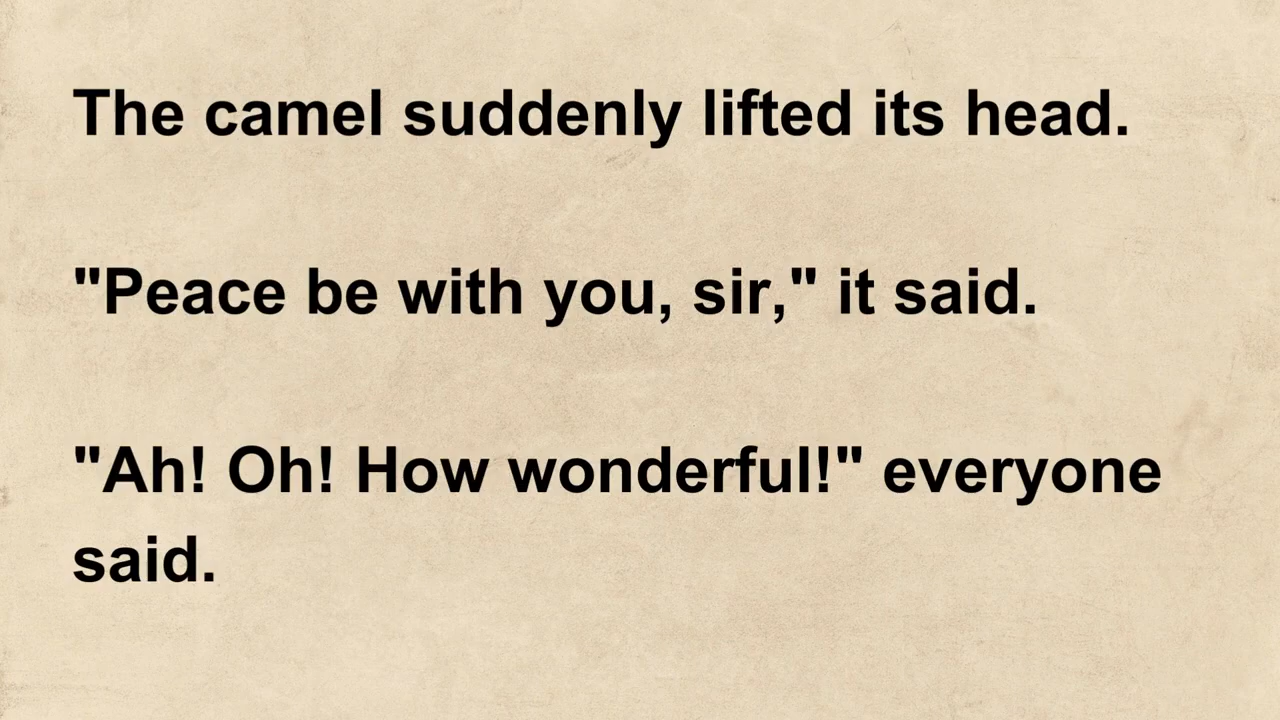 The camel suddenly lifted its head.
"Peace be with you, sir," it said.
"Ah! Oh! How wonderful!" everyone
said.